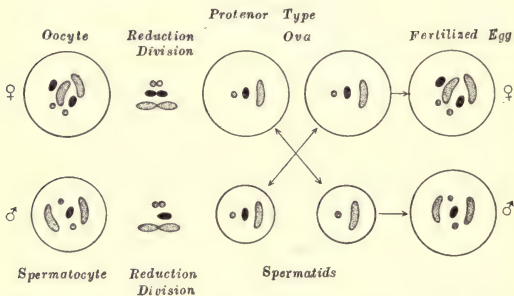 Protenor Type
Oocyte Reduction Ova Fertilized Egg
Division
♀ ♀
♂ ♂
Spermatocyte Reduction Spermatids
Division